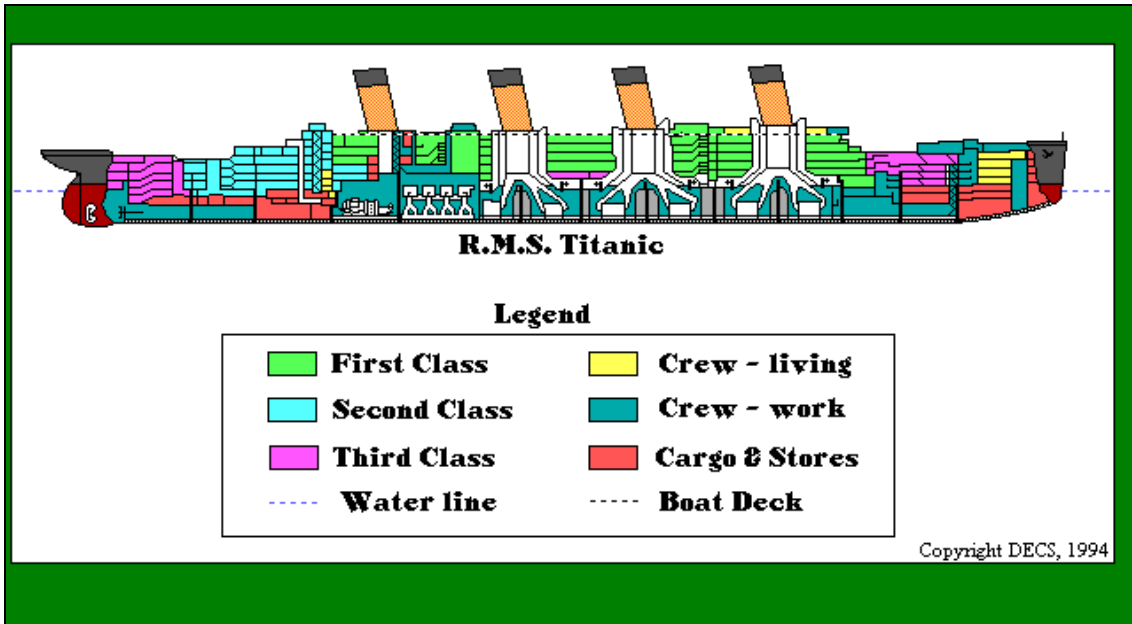 R.M.S. Titanic
Legend
First Class
Crew - living
Second Class
Crew - work
Third Class
Cargo & Stores
Water line
Boat Deck
Copyright DECS, 1994